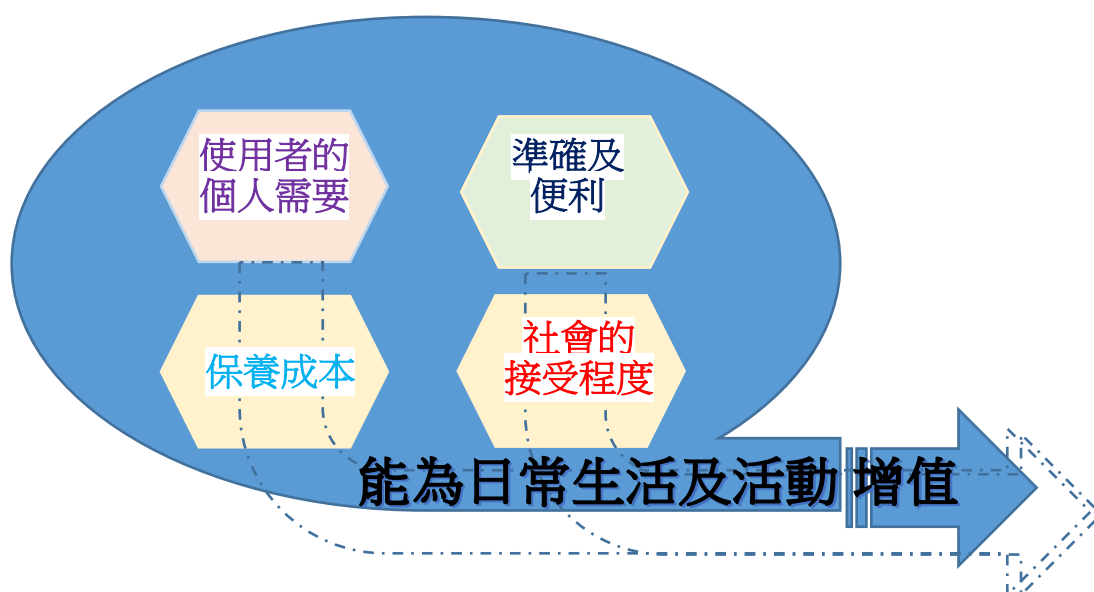 使用者的
個人需要
準確及
便利
保養成本
社會的
接受程度
能為日常生活及活動 增值